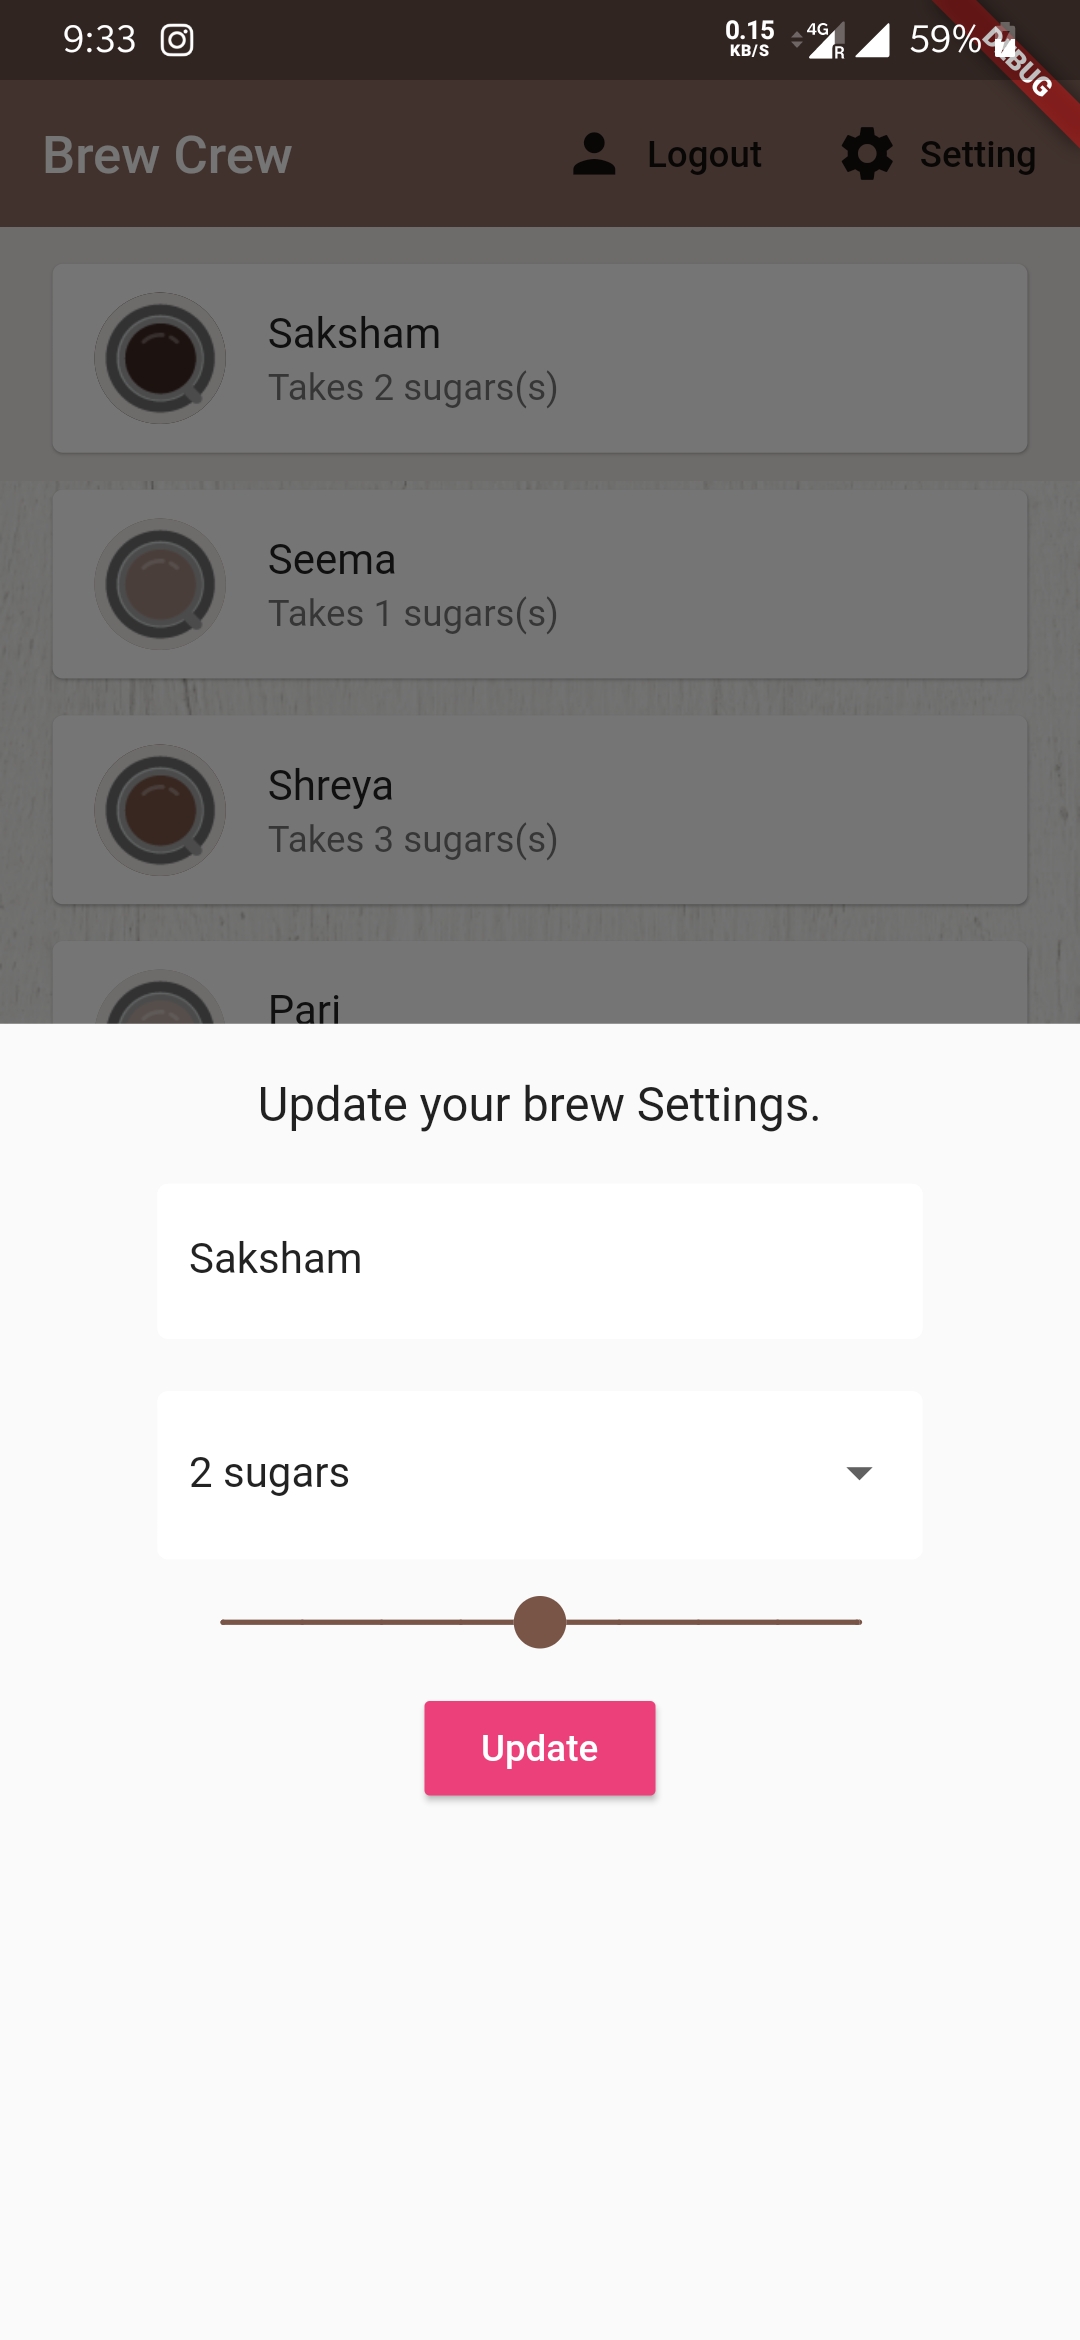 9:33
0.15
KB/S
4G
R
59%
DEBUG
Brew Crew
Logout
Setting
Saksham
Takes 2 sugars(s)
Seema
Takes 1 sugars(s)
Shreya
Takes 3 sugars(s)
Pari
Update your brew Settings.
Saksham
2 sugars
Update